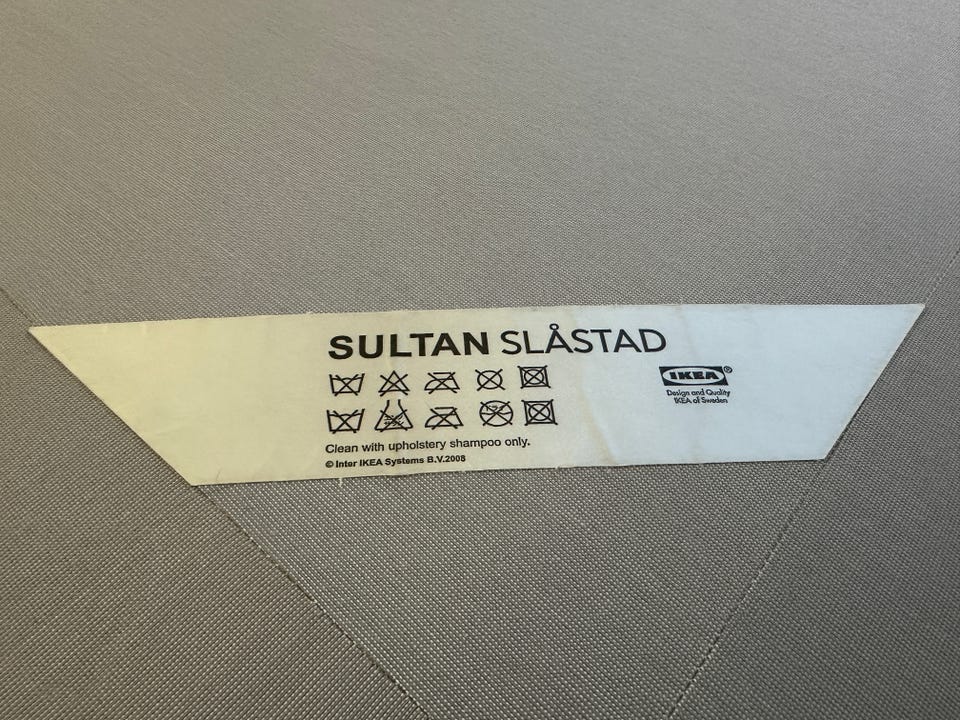 SULTAN SLÅSTAD
IKEA®
Design and Quality
IKEA of Sweden
Clean with upholstery shampoo only.
© Inter IKEA Systems B.V.2008